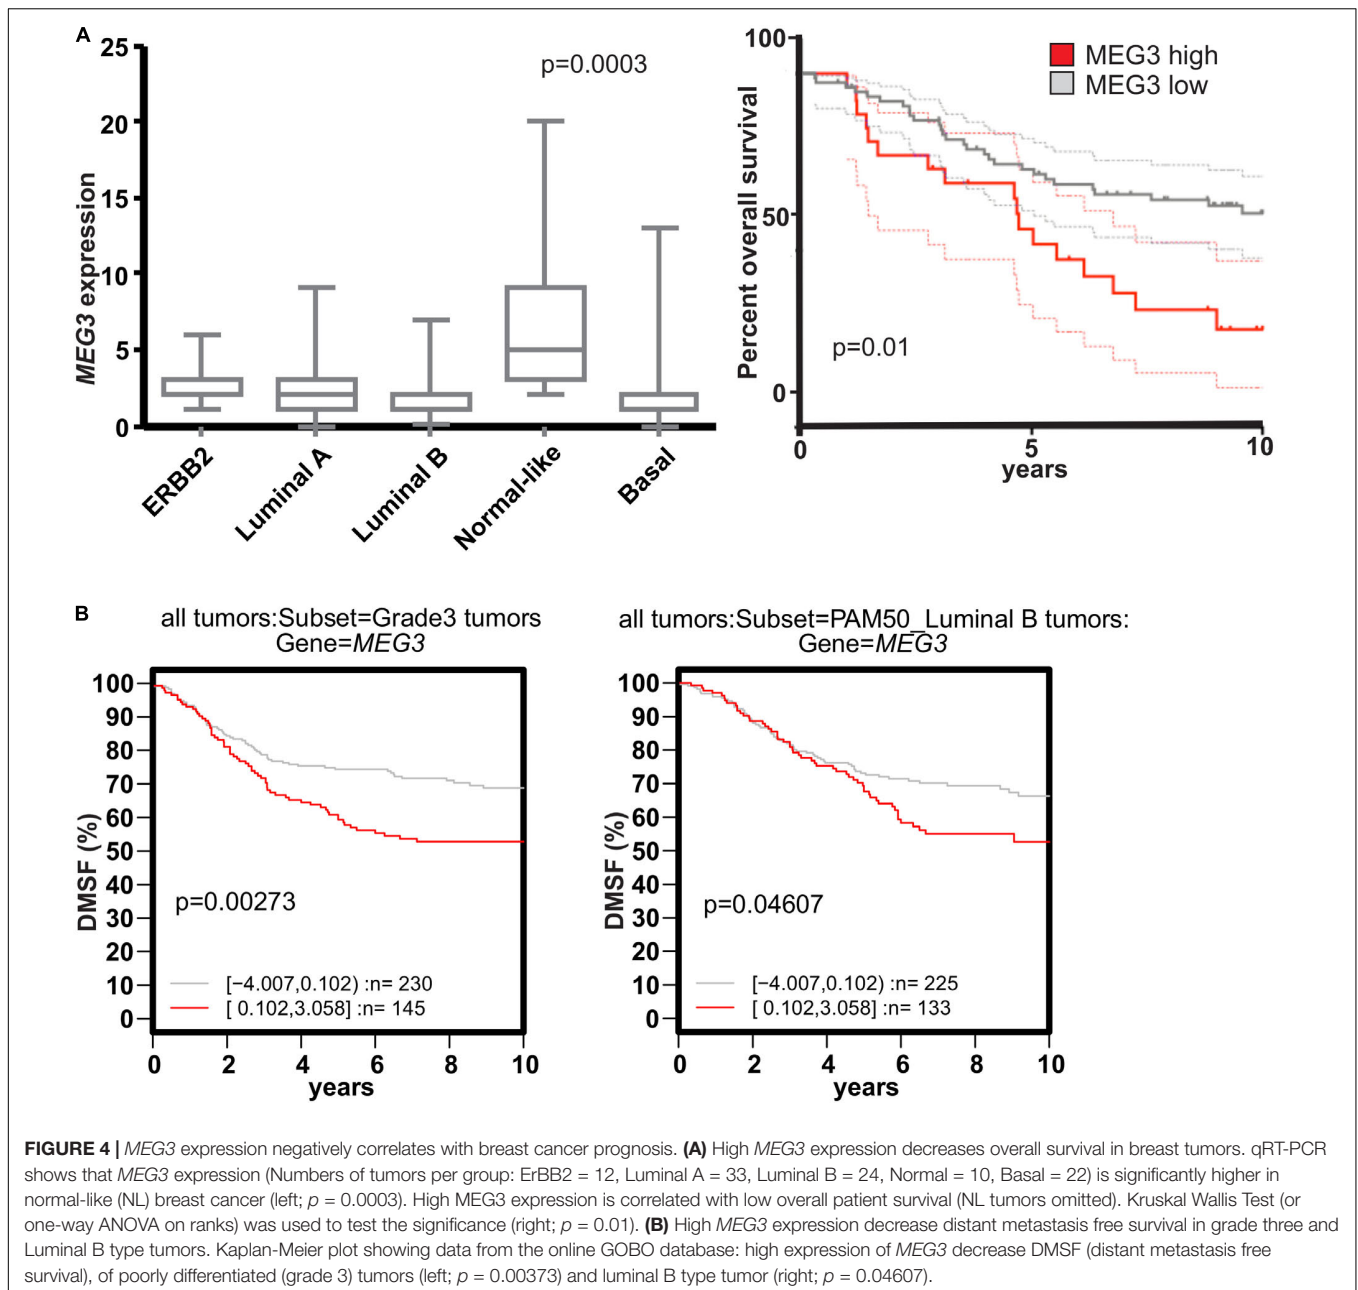 A
25
20
15
10
5
0
MEG3 expression
p=0.0003
ERBB2
Luminal A
Luminal B
Normal-like
Basal
100
50
0
Percent overall survival
MEG3 high
MEG3 low
p=0.01
0 5 10
years
B
all tumors:Subset=Grade3 tumors
Gene=MEG3
100
90
80
70
60
50
40
30
20
10
0
DMSF (%)
p=0.00273
[−4.007,0.102) :n= 230
[ 0.102,3.058] :n= 145
0 2 4 6 8 10
years
all tumors:Subset=PAM50_Luminal B tumors:
Gene=MEG3
100
90
80
70
60
50
40
30
20
10
0
DMSF (%)
p=0.04607
[−4.007,0.102) :n= 225
[ 0.102,3.058] :n= 133
0 2 4 6 8 10
years
FIGURE 4 | MEG3 expression negatively correlates with breast cancer prognosis. (A) High MEG3 expression decreases overall survival in breast tumors. qRT-PCR
shows that MEG3 expression (Numbers of tumors per group: ErBB2 = 12, Luminal A = 33, Luminal B = 24, Normal = 10, Basal = 22) is significantly higher in
normal-like (NL) breast cancer (left; p = 0.0003). High MEG3 expression is correlated with low overall patient survival (NL tumors omitted). Kruskal Wallis Test (or
one-way ANOVA on ranks) was used to test the significance (right; p = 0.01). (B) High MEG3 expression decrease distant metastasis free survival in grade three and
Luminal B type tumors. Kaplan-Meier plot showing data from the online GOBO database: high expression of MEG3 decrease DMSF (distant metastasis free
survival), of poorly differentiated (grade 3) tumors (left; p = 0.00373) and luminal B type tumor (right; p = 0.04607).